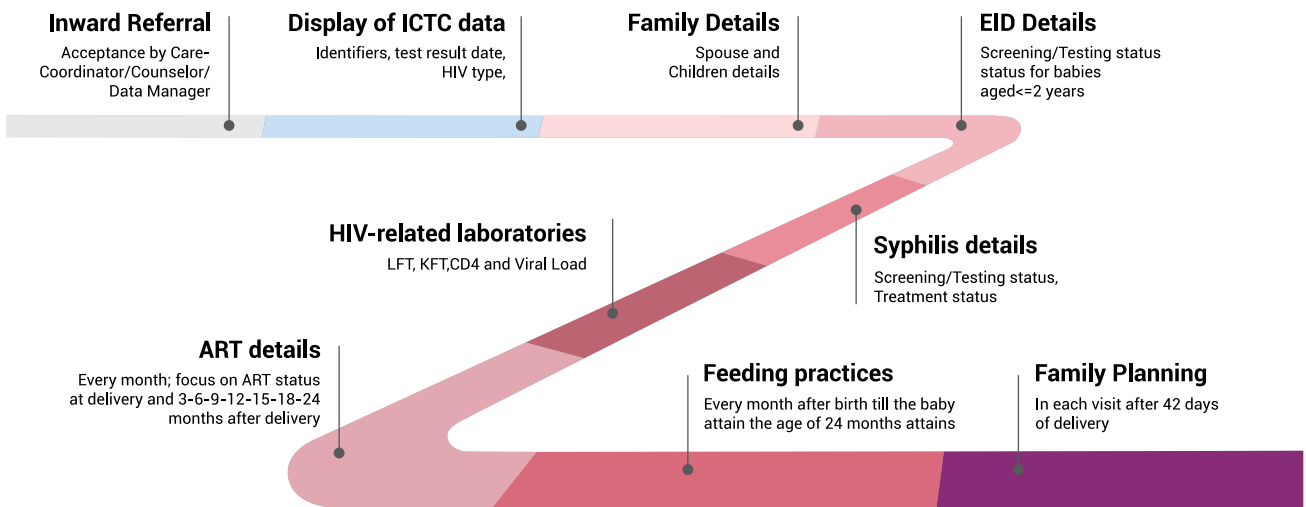 Inward Referral
Acceptance by Care-
Coordinator/Counselor/
Data Manager
Display of ICTC data
Identifiers, test result date,
HIV type,
Family Details
Spouse and
Children details
EID Details
Screening/Testing status
status for babies
aged<=2 years
Syphilis details
Screening/Testing status,
Treatment status
HIV-related laboratories
LFT, KFT,CD4 and Viral Load
ART details
Every month; focus on ART status
at delivery and 3-6-9-12-15-18-24
months after delivery
Feeding practices
Every month after birth till the baby
attain the age of 24 months attains
Family Planning
In each visit after 42 days
of delivery